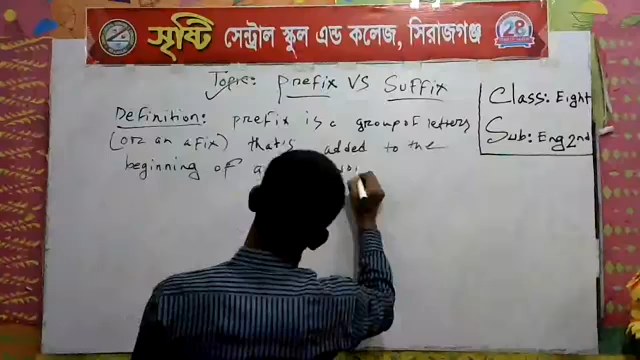 সৃষ্টি সেন্ট্রাল স্কুল এন্ড কলেজ, সিরাজগঞ্জ
28
Topic: prefix VS Suffix
Class: Eight
Sub: Eng 2nd
Definition: prefix is a group of letters
(or an afix) that's added to the
beginning of a